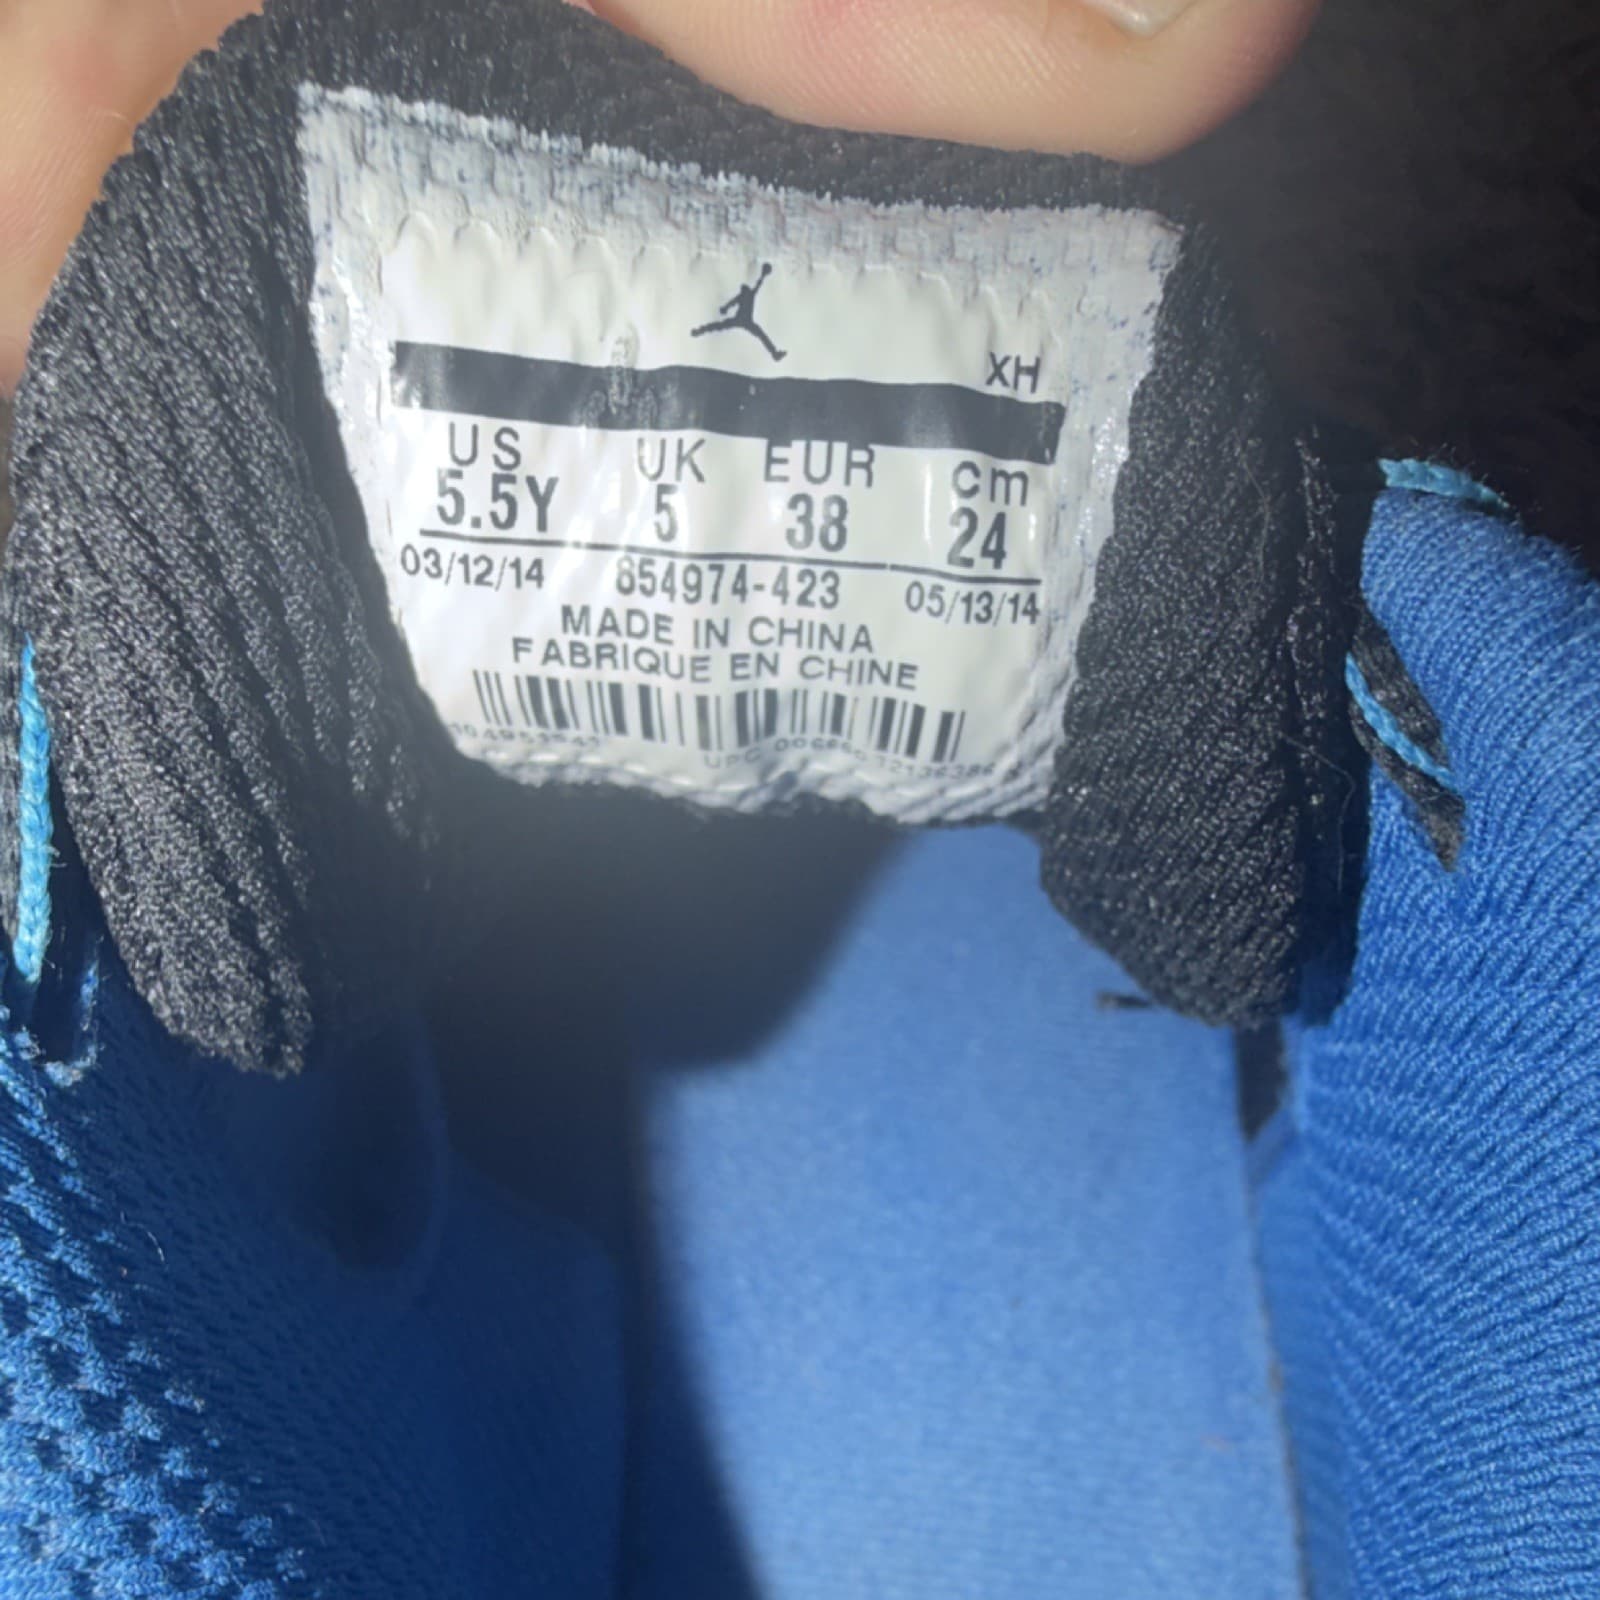 XH
US UK EUR cm
5.5Y 5 38 24
03/12/14 854974-423 05/13/14
MADE IN CHINA
FABRIQUE EN CHINE
UPC